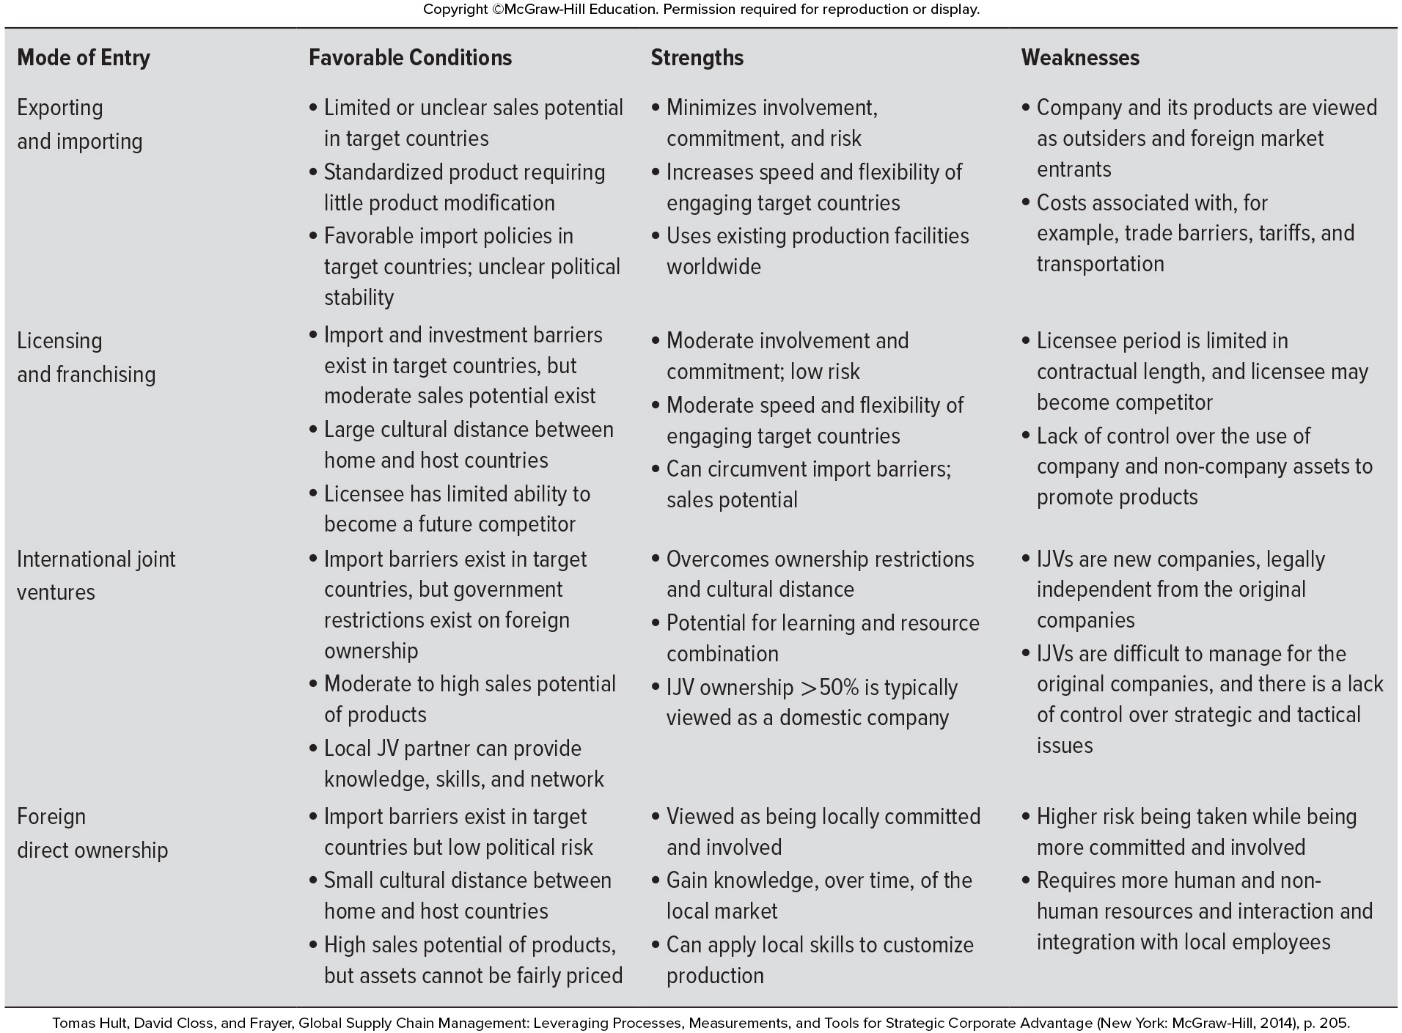 Copyright ©McGraw-Hill Education. Permission required for reproduction or display.
Mode of Entry
Favorable Conditions
Strengths
Weaknesses
Exporting
and importing
• Limited or unclear sales potential
in target countries
• Standardized product requiring
little product modification
• Favorable import policies in
target countries; unclear political
stability
• Minimizes involvement,
commitment, and risk
• Increases speed and flexibility of
engaging target countries
• Uses existing production facilities
worldwide
• Company and its products are viewed
as outsiders and foreign market
entrants
• Costs associated with, for
example, trade barriers, tariffs, and
transportation
Licensing
and franchising
• Import and investment barriers
exist in target countries, but
moderate sales potential exist
• Large cultural distance between
home and host countries
• Licensee has limited ability to
become a future competitor
• Moderate involvement and
commitment; low risk
• Moderate speed and flexibility of
engaging target countries
• Can circumvent import barriers;
sales potential
• Licensee period is limited in
contractual length, and licensee may
become competitor
• Lack of control over the use of
company and non-company assets to
promote products
International joint
ventures
• Import barriers exist in target
countries, but government
restrictions exist on foreign
ownership
• Moderate to high sales potential
of products
• Local JV partner can provide
knowledge, skills, and network
• Overcomes ownership restrictions
and cultural distance
• Potential for learning and resource
combination
• IJV ownership >50% is typically
viewed as a domestic company
• IJVs are new companies, legally
independent from the original
companies
• IJVs are difficult to manage for the
original companies, and there is a lack
of control over strategic and tactical
issues
Foreign
direct ownership
• Import barriers exist in target
countries but low political risk
• Small cultural distance between
home and host countries
• High sales potential of products,
but assets cannot be fairly priced
• Viewed as being locally committed
and involved
• Gain knowledge, over time, of the
local market
• Can apply local skills to customize
production
• Higher risk being taken while being
more committed and involved
• Requires more human and non-
human resources and interaction and
integration with local employees
Tomas Hult, David Closs, and Frayer, Global Supply Chain Management: Leveraging Processes, Measurements, and Tools for Strategic Corporate Advantage (New York: McGraw-Hill, 2014), p. 205.